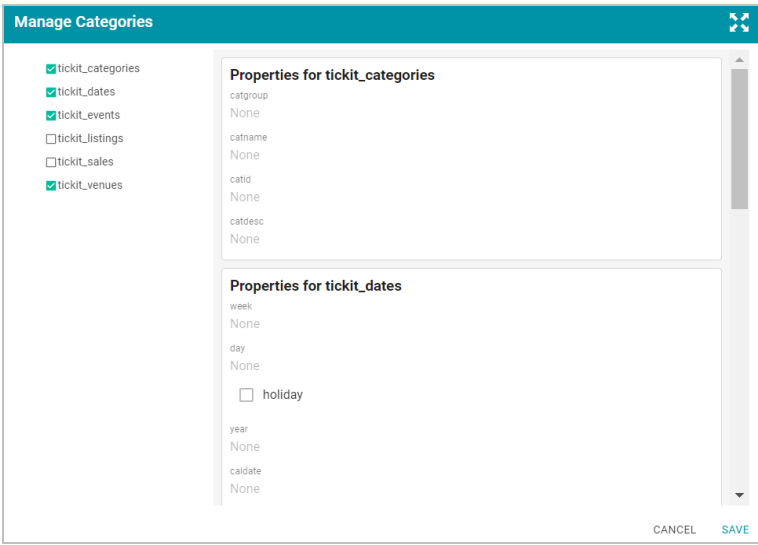 Manage Categories
tickit_categories
tickit_dates
tickit_events
tickit_listings
tickit_sales
tickit_venues
Properties for tickit_categories
catgroup
None
catname
None
catid
None
catdesc
None
Properties for tickit_dates
week
None
day
None
holiday
year
None
caldate
None
CANCEL
SAVE